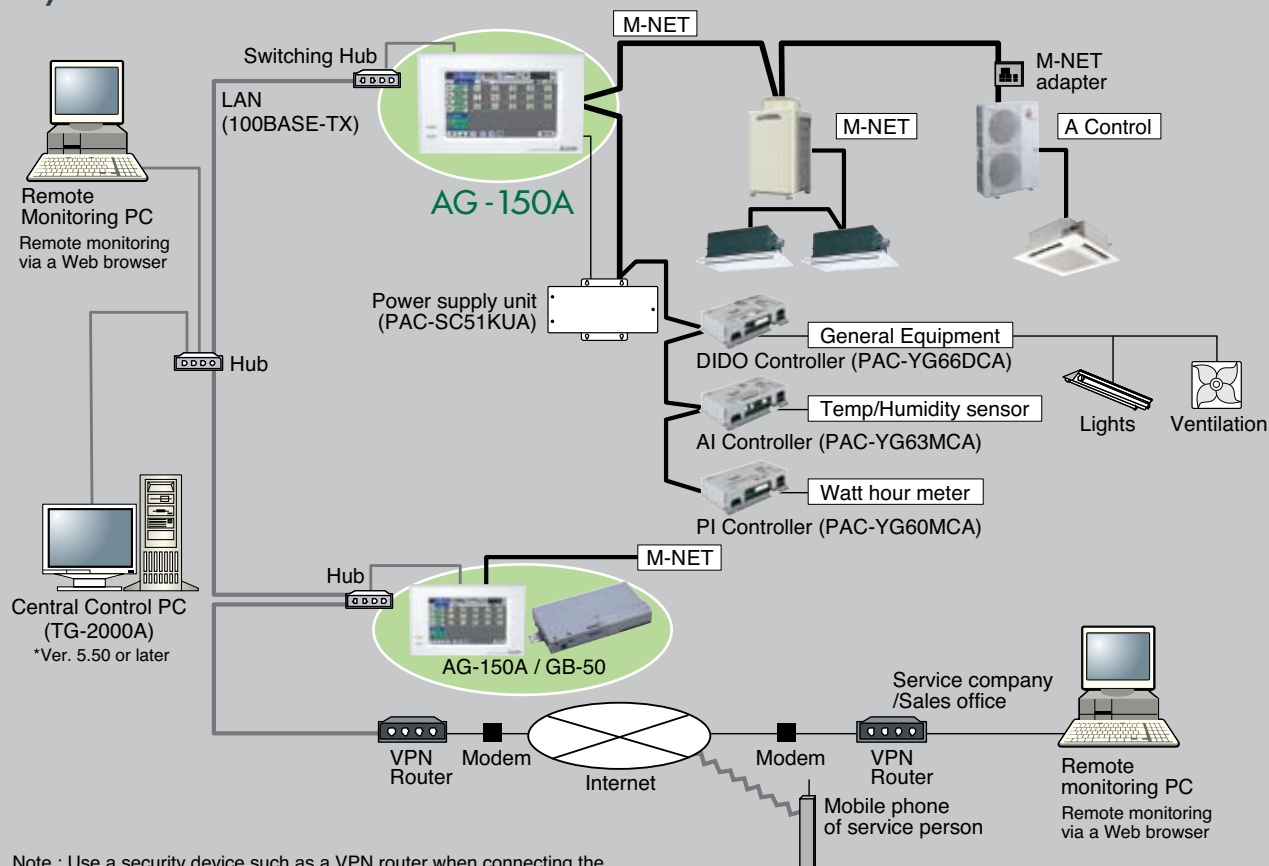 M-NET
Switching Hub
LAN
(100BASE-TX)
M-NET
adapter
M-NET
A Control
AG-150A
Remote
Monitoring PC
Remote monitoring
via a Web browser
Power supply unit
(PAC-SC51KUA)
General Equipment
DIDO Controller (PAC-YG66DCA)
Hub
Temp/Humidity sensor
AI Controller (PAC-YG63MCA)
Lights
Ventilation
Watt hour meter
PI Controller (PAC-YG60MCA)
M-NET
Hub
Central Control PC
(TG-2000A)
*Ver. 5.50 or later
AG-150A / GB-50
Service company
/Sales office
VPN
Router
Modem
Internet
Modem
VPN
Router
Remote
monitoring PC
Remote monitoring
via a Web browser
Mobile phone
of service person
Note : Use a security device such as a VPN router when connecting the